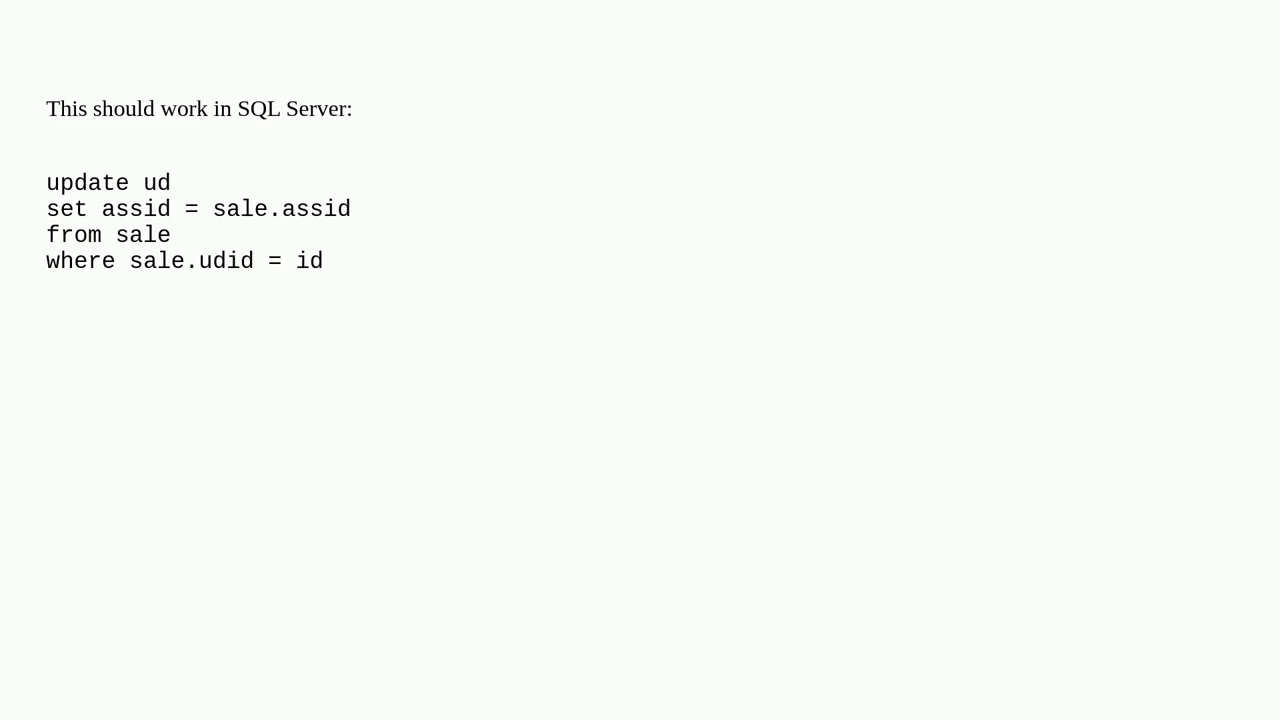 This should work in SQL Server:
update ud
set assid = sale.assid
from sale
where sale.udid = id